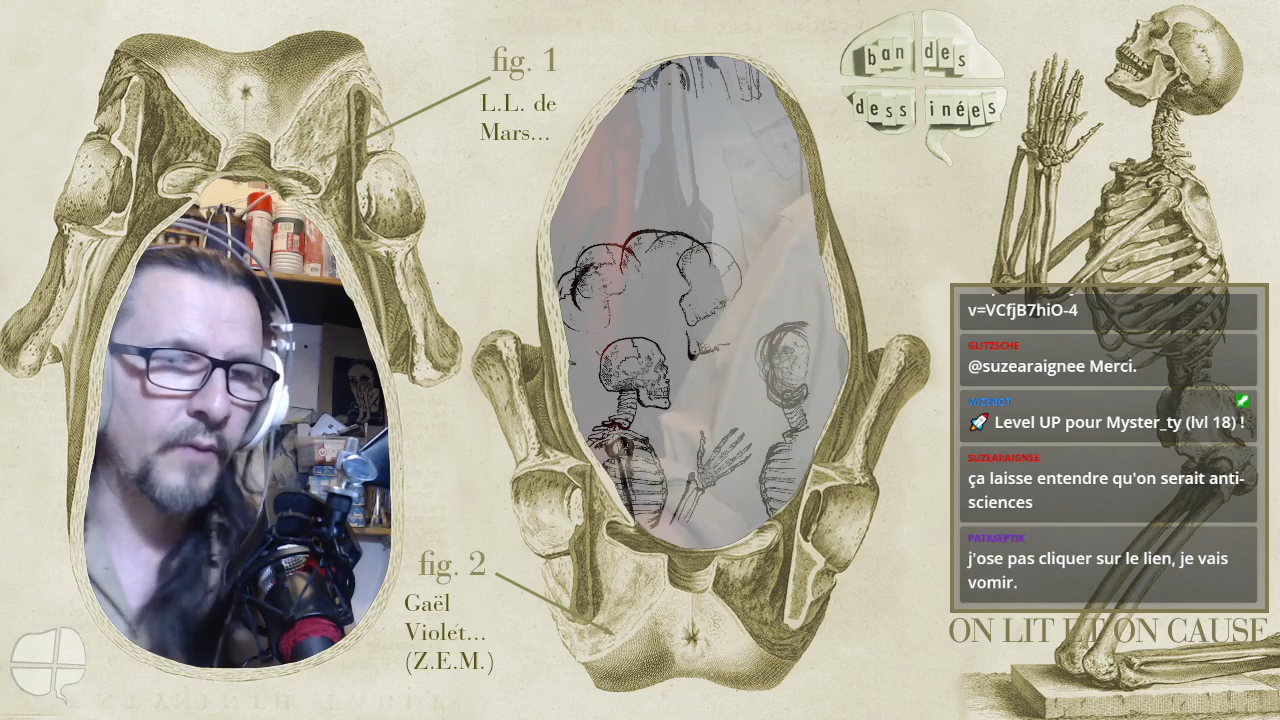 fig. 1
L.L. de
Mars...
ban des
dess inées
v=VCfjB7hiO-4
GLITZSCHE
@suzearaignee Merci.
WIZEBOT
🚀 Level UP pour Myster_ty (lvl 18) !
SUZEARAIGNEE
ça laisse entendre qu'on serait anti-
sciences
PATASEPTIK
j'ose pas cliquer sur le lien, je vais
vomir.
fig. 2
Gaël
Violet...
(Z.E.M.)
ON LIT ET ON CAUSE